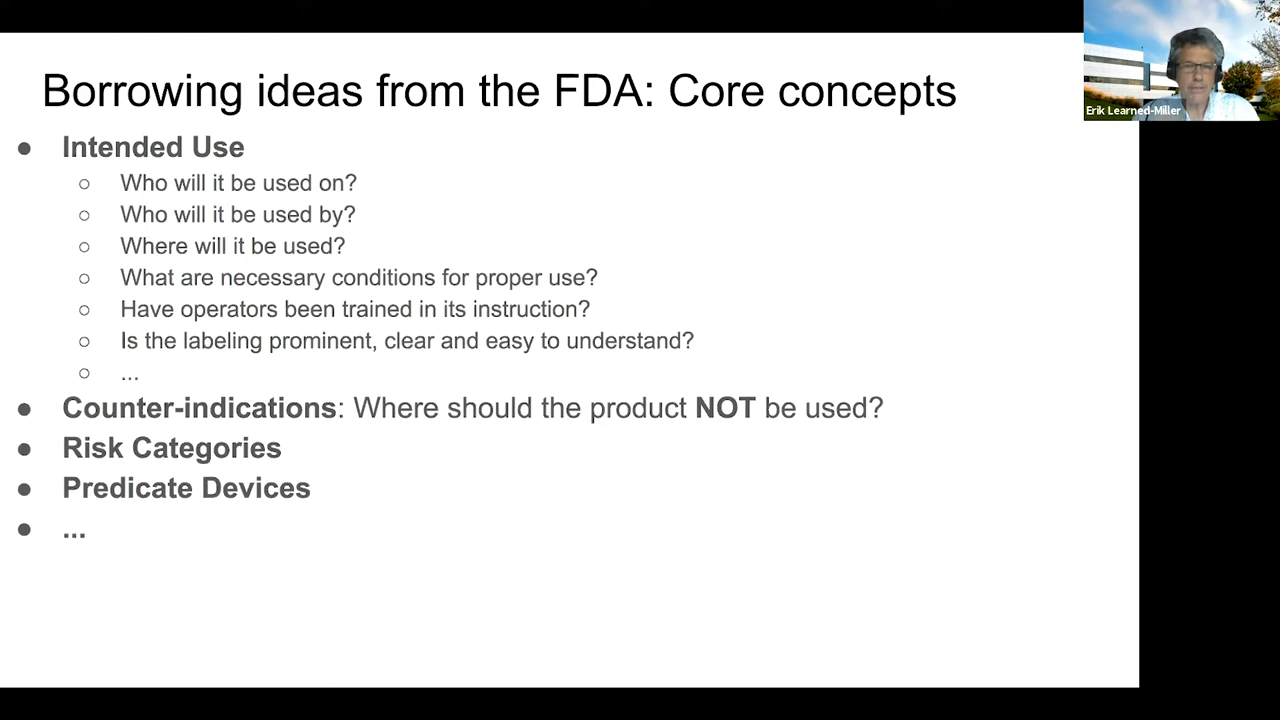 Borrowing ideas from the FDA: Core concepts
Erik Learned-Miller
● Intended Use
○ Who will it be used on?
○ Who will it be used by?
○ Where will it be used?
○ What are necessary conditions for proper use?
○ Have operators been trained in its instruction?
○ Is the labeling prominent, clear and easy to understand?
○ ...
● Counter-indications: Where should the product NOT be used?
● Risk Categories
● Predicate Devices
● ...